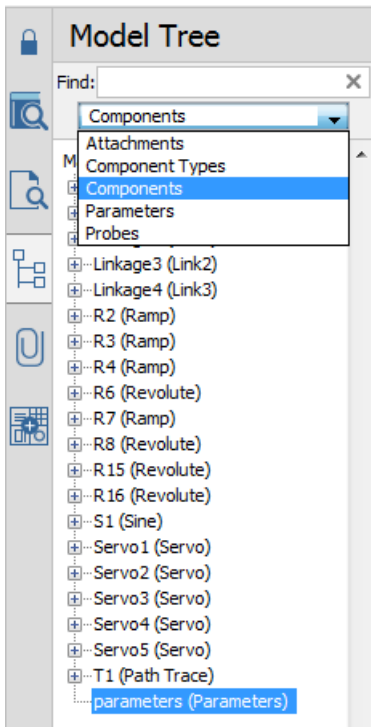 Model Tree
Find:
Components
Attachments
Component Types
Components
Parameters
Probes
Linkage3 (Link2)
Linkage4 (Link3)
R2 (Ramp)
R3 (Ramp)
R4 (Ramp)
R6 (Revolute)
R7 (Ramp)
R8 (Revolute)
R15 (Revolute)
R16 (Revolute)
S1 (Sine)
Servo1 (Servo)
Servo2 (Servo)
Servo3 (Servo)
Servo4 (Servo)
Servo5 (Servo)
T1 (Path Trace)
parameters (Parameters)